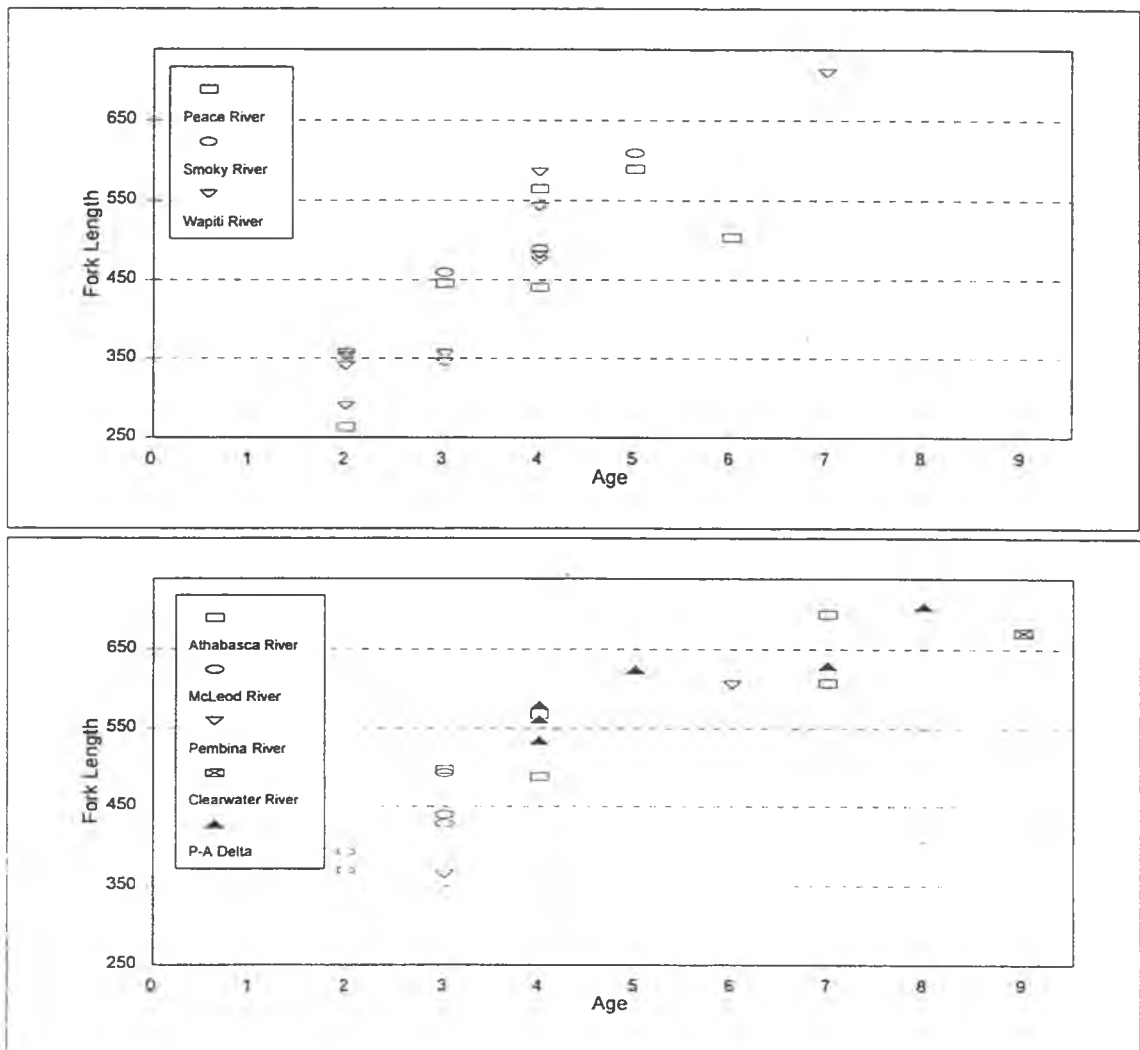 Peace River
Smoky River
Wapiti River
Fork Length
650
550
450
350
250
0 1 2 3 4 5 6 7 8 9
Age
Athabasca River
McLeod River
Pembina River
Clearwater River
P-A Delta
Fork Length
650
550
450
350
250
0 1 2 3 4 5 6 7 8 9
Age